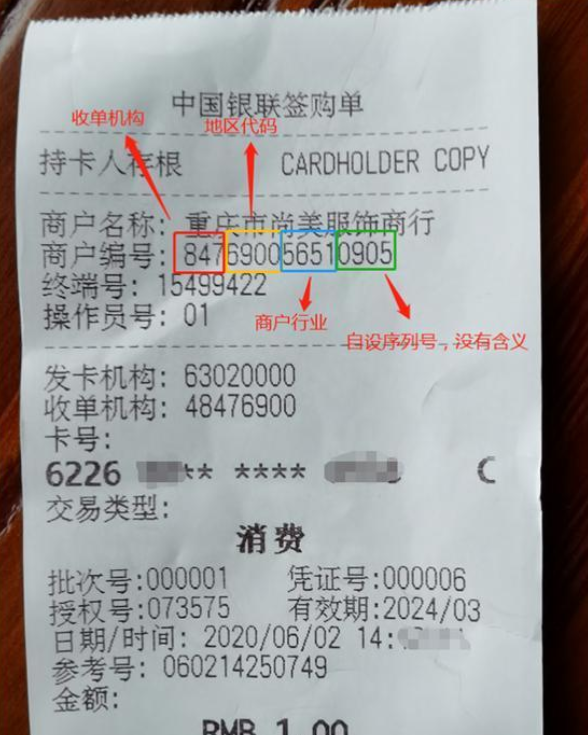 中国银联签购单
收单机构
地区代码
持卡人存根 CARDHOLDER COPY
商户名称: 重庆市尚美服饰商行
商户编号: 847690056510905
终端号: 15499422
操作员号: 01
商户行业
自设序列号，没有含义
发卡机构: 63020000
收单机构: 48476900
卡号:
6226 ** **** C
交易类型:
消费
批次号:000001 凭证号:000006
授权号:073575 有效期:2024/03
日期/时间: 2020/06/02 14:
参考号: 060214250749
金额:
RMB 1.00